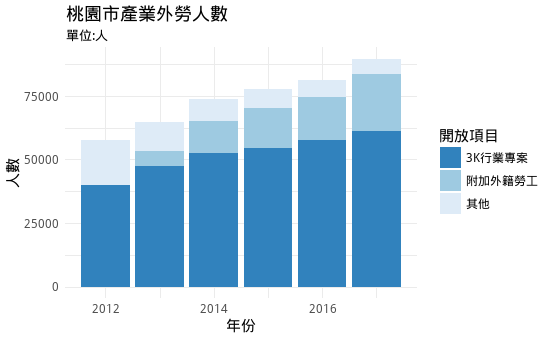 桃園市產業外勞人數
單位:人
75000
50000
25000
0
人數
2012
2014
2016
年份
開放項目
3K行業專案
附加外籍勞工
其他